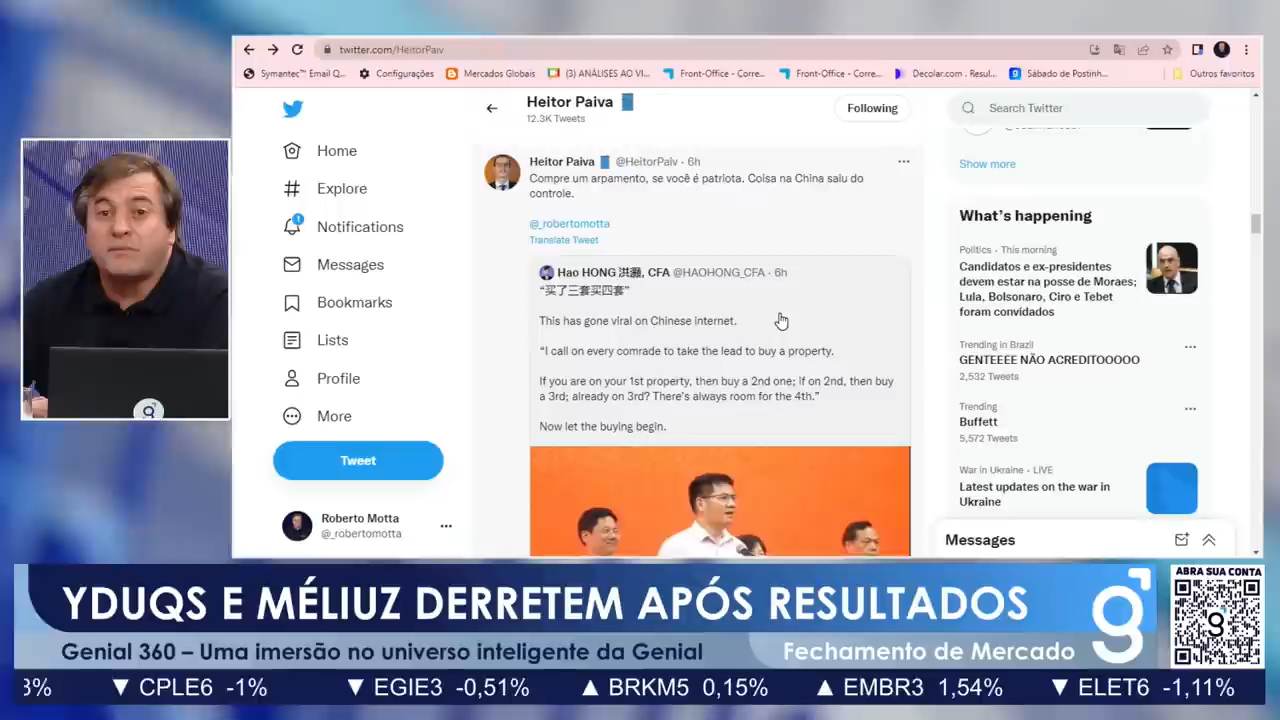 twitter.com/HeitorPaiv
Symantec™ Email Q...
Configurações
Mercados Globais
(3) ANÁLISES AO VI...
Front-Office - Corre...
Front-Office - Corre...
Decolar.com . Resul...
Sábado de Postinh...
Outros favoritos
Heitor Paiva
12.3K Tweets
Following
Search Twitter
Home
Explore
1
Notifications
Messages
Bookmarks
Lists
Profile
More
Tweet
Roberto Motta
@_robertomotta
Heitor Paiva @HeitorPaiv · 6h
Compre um arpamento, se você é patriota. Coisa na China saiu do
controle.
@_robertomotta
Translate Tweet
Hao HONG 洪灝, CFA @HAOHONG_CFA · 6h
“买了三套买四套”
This has gone viral on Chinese internet.
“I call on every comrade to take the lead to buy a property.
If you are on your 1st property, then buy a 2nd one; if on 2nd, then buy
a 3rd; already on 3rd? There’s always room for the 4th.”
Now let the buying begin.
Show more
What’s happening
Politics · This morning
Candidatos e ex-presidentes
devem estar na posse de Moraes;
Lula, Bolsonaro, Ciro e Tebet
foram convidados
Trending in Brazil
GENTEEEE NÃO ACREDITOOOOO
2,532 Tweets
Trending
Buffett
5,572 Tweets
War in Ukraine · LIVE
Latest updates on the war in
Ukraine
Messages
YDUQS E MÉLIUZ DERRETEM APÓS RESULTADOS
Genial 360 – Uma imersão no universo inteligente da Genial
Fechamento de Mercado
g
ABRA SUA CONTA
3% ▼ CPLE6 -1% ▼ EGIE3 -0,51% ▲ BRKM5 0,15% ▲ EMBR3 1,54% ▼ ELET6 -1,11%